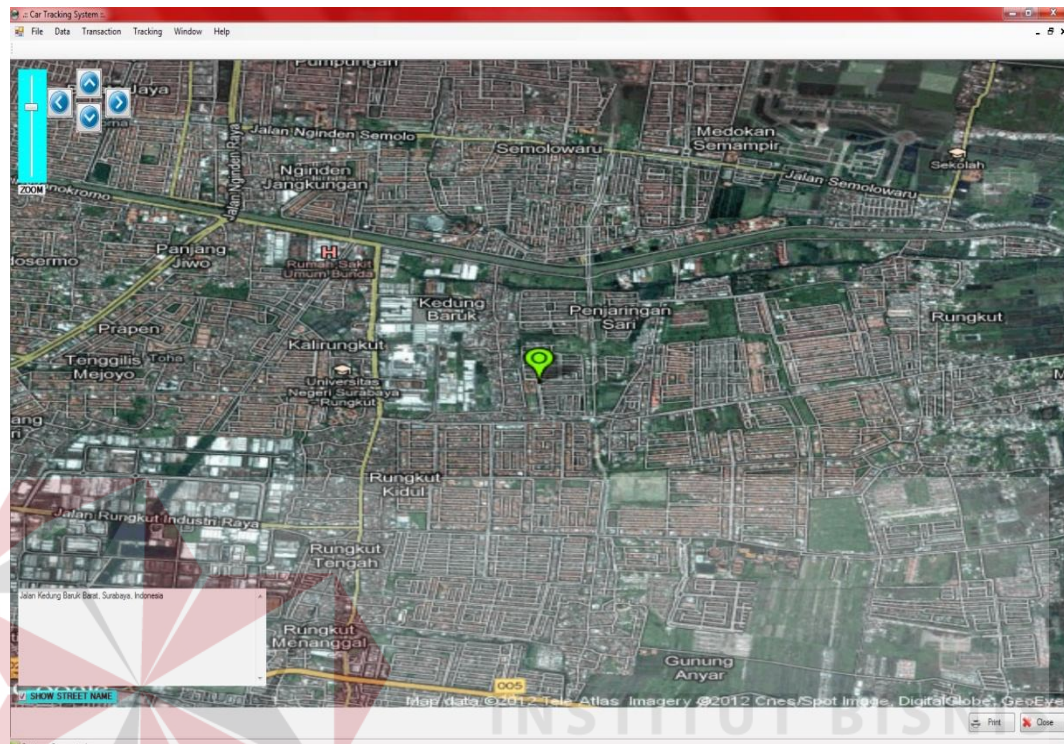 .: Car Tracking System :.
File Data Transaction Tracking Window Help
Pumpungan
Jaya
Jalan Nginden Semolo
Medokan
Semampir
Semolowaru
Sekolah
Jalan Nginden Raya
Nginden
Jangkungan
Jalan Semolowaru
ZOOM
Panjang
Jiwo
H
Rumah Sakit
Umum Bunda
Kedung
Baruk
Penjaringan
Sari
Rungkut
Prapen
Kalirungkut
Tenggilis
Mejoyo
Toha
Universitas
Negeri Surabaya
Rungkut
Rungkut
Kidul
Jalan Rungkut Industri Raya
Rungkut
Tengah
Jalan Kedung Baruk Barat, Surabaya, Indonesia
Rungkut
Menanggal
Gunung
Anyar
005
SHOW STREET NAME
Map data ©2012 Tele Atlas Imagery ©2012 Cnes/Spot Image, DigitalGlobe, GeoEye
INSTITUT BISNI
Print Close